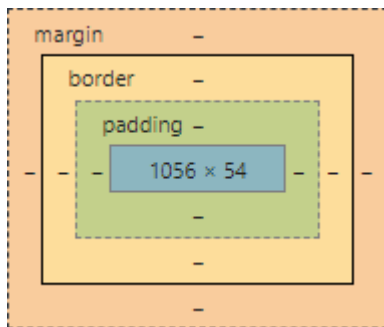 margin –
border –
padding –
– – – 1056 × 54 – – –
–
–
–